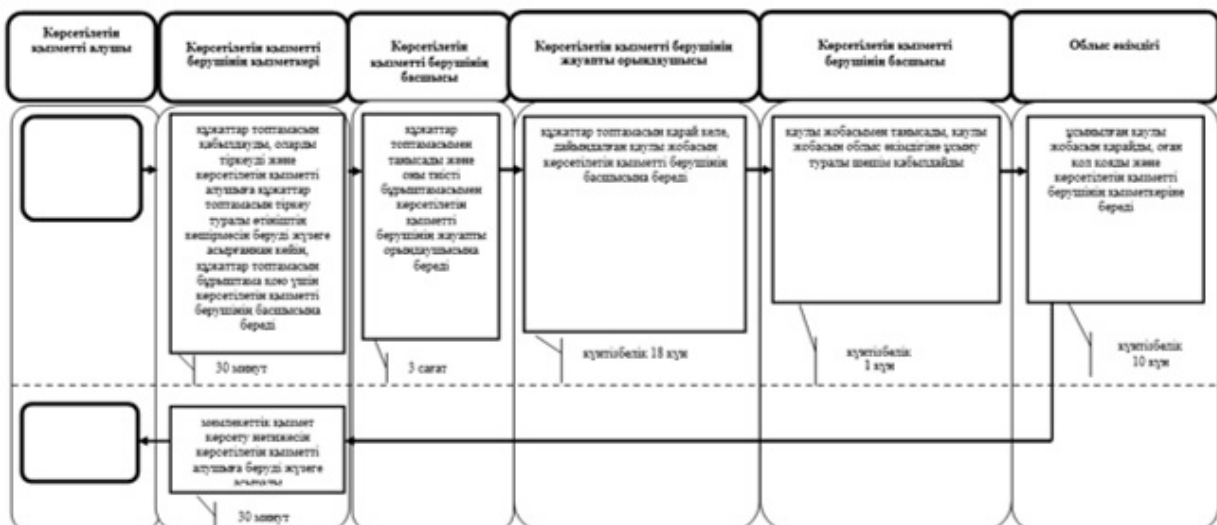 Көрсетілетін
қызметті алушы
Көрсетілетін қызметті
берушінің қызметкері
Көрсетілетін
қызметті берушінің
басшысы
Көрсетілетін қызметті берушінің
жауапты орындаушысы
Көрсетілетін қызметті
берушінің басшысы
Облыс әкімдігі
құжаттар топтамасын
қабылдауды, оларды
тіркеуді және
көрсетілетін қызметті
алушыға құжаттар
топтамасын тіркеу
туралы өтініштің
көшірмесін беруді жүзеге
асырғаннан кейін,
құжаттар топтамасын
бұрыштама қою үшін
көрсетілетін қызметті
берушінің басшысына
береді
30 минут
құжаттар
топтамасымен
танысады және
оны тиісті
бұрыштамасымен
көрсетілетін
қызметті
берушінің жауапты
орындаушысына
береді
3 сағат
құжаттар топтамасын қарай келе,
дайындалған қаулы жобасын
көрсетілетін қызметті берушінің
басшысына береді
күнтізбелік 18 күн
қаулы жобасымен танысады, қаулы
жобасын облыс әкімдігіне ұсыну
туралы шешім қабылдайды
күнтізбелік
1 күн
ұсынылған қаулы
жобасын қарайды, оған
қол қояды және
көрсетілетін қызметті
берушінің қызметкеріне
береді
күнтізбелік
10 күн
мемлекеттік қызмет
көрсету нәтижесін
көрсетілетін қызметті
алушыға беруді жүзеге
асырады
30 минут